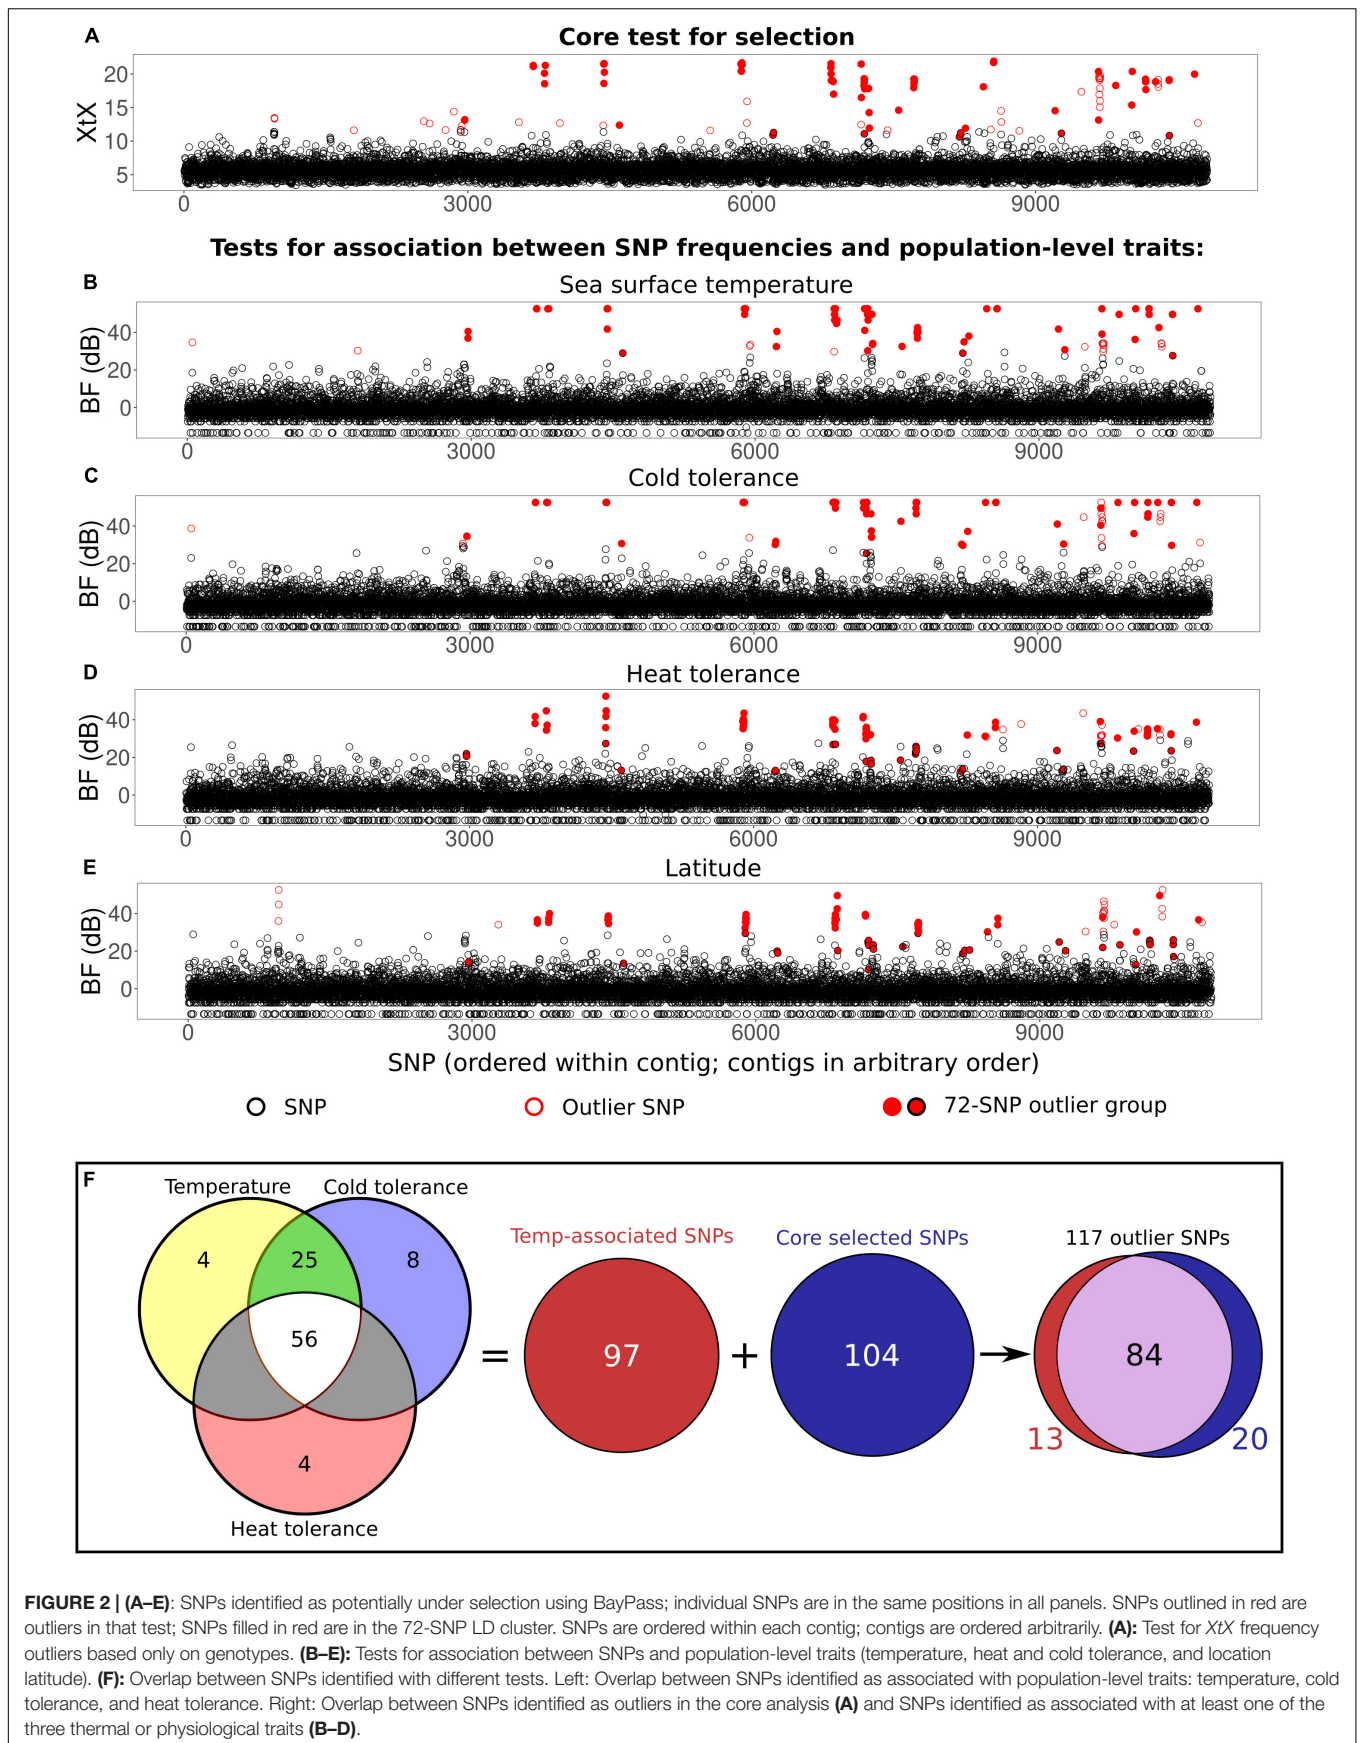 A
Core test for selection
XtX
20
15
10
5
0 3000 6000 9000
Tests for association between SNP frequencies and population-level traits:
B
Sea surface temperature
BF (dB)
40
20
0
0 3000 6000 9000
C
Cold tolerance
BF (dB)
40
20
0
0 3000 6000 9000
D
Heat tolerance
BF (dB)
40
20
0
0 3000 6000 9000
E
Latitude
BF (dB)
40
20
0
0 3000 6000 9000
SNP (ordered within contig; contigs in arbitrary order)
SNP Outlier SNP 72-SNP outlier group
F
Temperature Cold tolerance
4 25 8
56
4
Heat tolerance
=
Temp-associated SNPs
97
+
Core selected SNPs
104
117 outlier SNPs
84
13 20
FIGURE 2 | (A–E): SNPs identified as potentially under selection using BayPass; individual SNPs are in the same positions in all panels. SNPs outlined in red are
outliers in that test; SNPs filled in red are in the 72-SNP LD cluster. SNPs are ordered within each contig; contigs are ordered arbitrarily. (A): Test for XtX frequency
outliers based only on genotypes. (B–E): Tests for association between SNPs and population-level traits (temperature, heat and cold tolerance, and location
latitude). (F): Overlap between SNPs identified with different tests. Left: Overlap between SNPs identified as associated with population-level traits: temperature, cold
tolerance, and heat tolerance. Right: Overlap between SNPs identified as outliers in the core analysis (A) and SNPs identified as associated with at least one of the
three thermal or physiological traits (B–D).